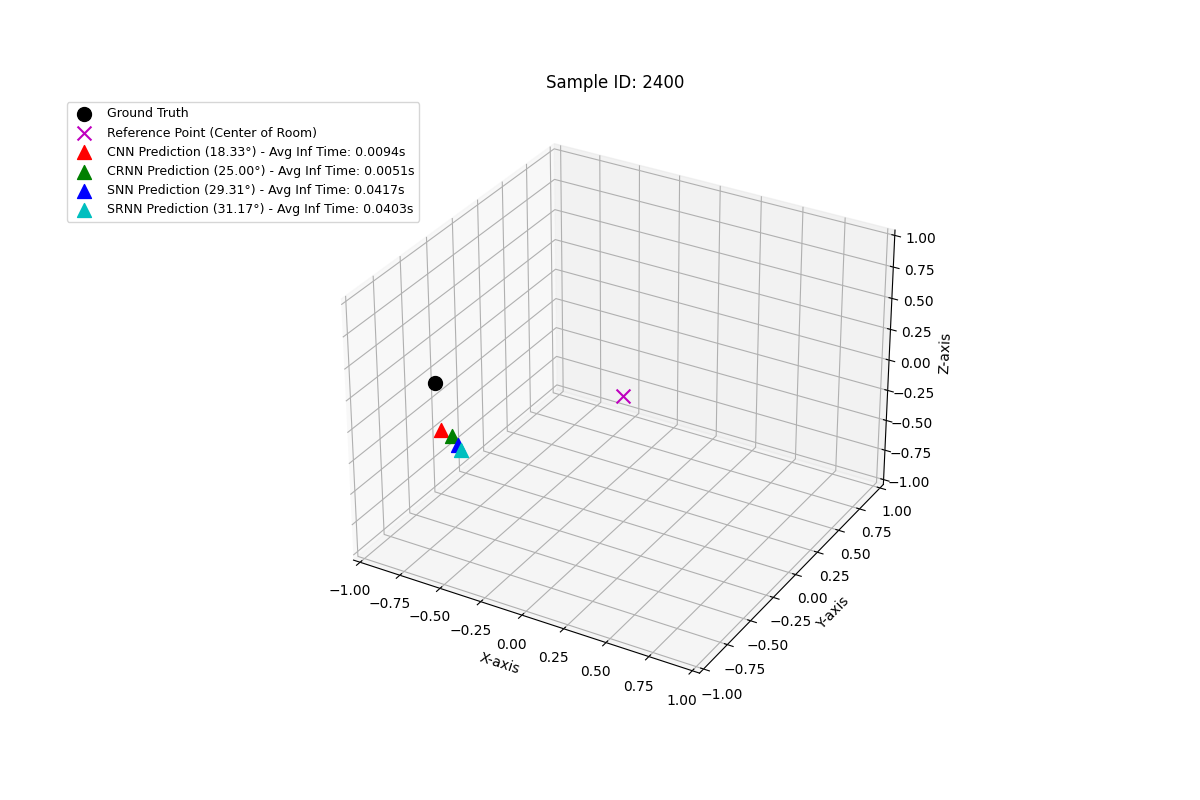 Sample ID: 2400
Ground Truth
Reference Point (Center of Room)
CNN Prediction (18.33°) - Avg Inf Time: 0.0094s
CRNN Prediction (25.00°) - Avg Inf Time: 0.0051s
SNN Prediction (29.31°) - Avg Inf Time: 0.0417s
SRNN Prediction (31.17°) - Avg Inf Time: 0.0403s
1.00
0.75
0.50
0.25
0.00
−0.25
−0.50
−0.75
−1.00
Z-axis
1.00
0.75
0.50
0.25
0.00
−0.25
−0.50
−0.75
−1.00
Y-axis
−1.00
−0.75
−0.50
−0.25
0.00
0.25
0.50
0.75
1.00
X-axis